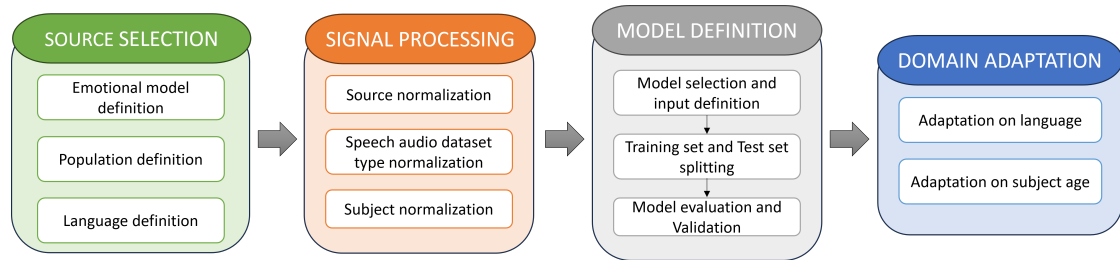 SOURCE SELECTION
Emotional model
definition
Population definition
Language definition
SIGNAL PROCESSING
Source normalization
Speech audio dataset
type normalization
Subject normalization
MODEL DEFINITION
Model selection and
input definition
Training set and Test set
splitting
Model evaluation and
Validation
DOMAIN ADAPTATION
Adaptation on language
Adaptation on subject age